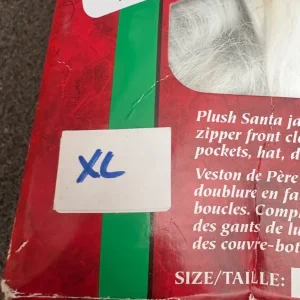 Plush Santa ja
zipper front cl
pockets, hat, d
XL
Veston de Père
doublure en fa
boucles. Comp
des gants de lu
des couvre-bot
SIZE/TAILLE: